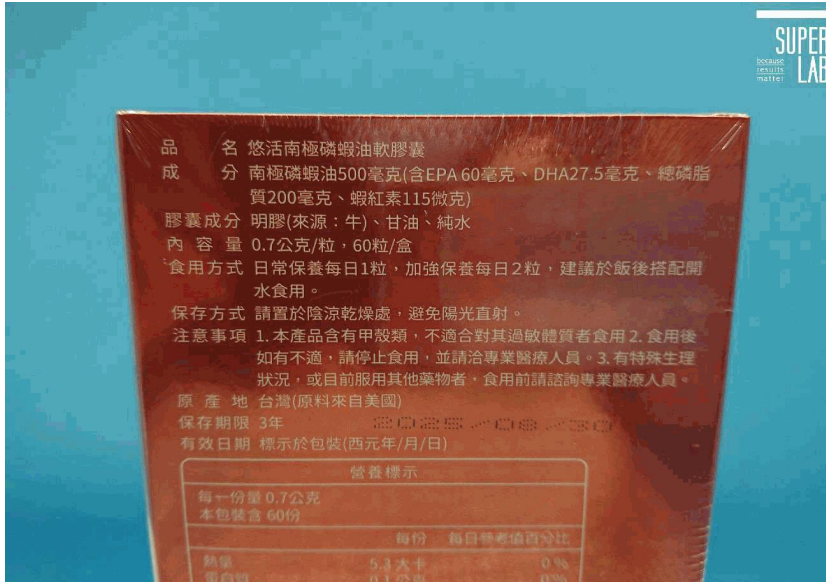 SUPER
LAB
because
results
matter
品名 悠活南極磷蝦油軟膠囊
成分 南極磷蝦油500毫克(含EPA 60毫克、DHA27.5毫克、總磷脂
質200毫克、蝦紅素115微克)
膠囊成分 明膠(來源：牛)、甘油、純水
內容量 0.7公克/粒，60粒/盒
食用方式 日常保養每日1粒，加強保養每日2粒，建議於飯後搭配開
水食用。
保存方式 請置於陰涼乾燥處，避免陽光直射。
注意事項 1. 本產品含有甲殼類，不適合對其過敏體質者食用 2. 食用後
如有不適，請停止食用，並請洽專業醫療人員。3. 有特殊生理
狀況，或目前服用其他藥物者，食用前請諮詢專業醫療人員。
原產地 台灣(原料來自美國)
保存期限 3年
2025/08/30
有效日期 標示於包裝(西元年/月/日)
營養標示
每一份量 0.7公克
本包裝含 60份
每份 每日參考值百分比
熱量 5.3大卡 0%
蛋白質 0.1公克 0%